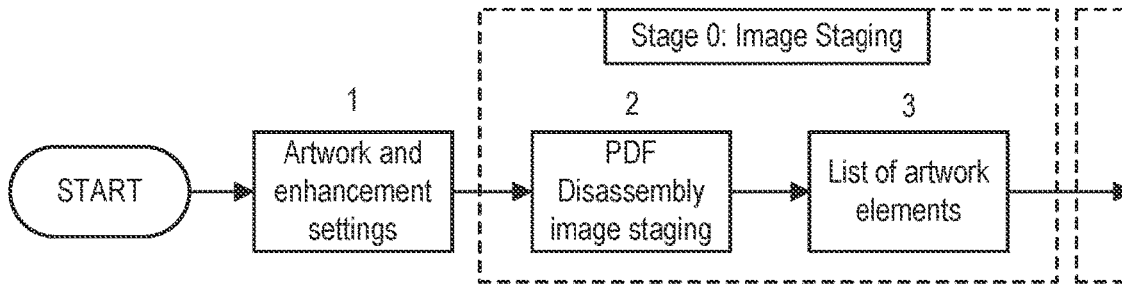 Stage 0: Image Staging
1
2
3
START
Artwork and
enhancement
settings
PDF
Disassembly
image staging
List of artwork
elements